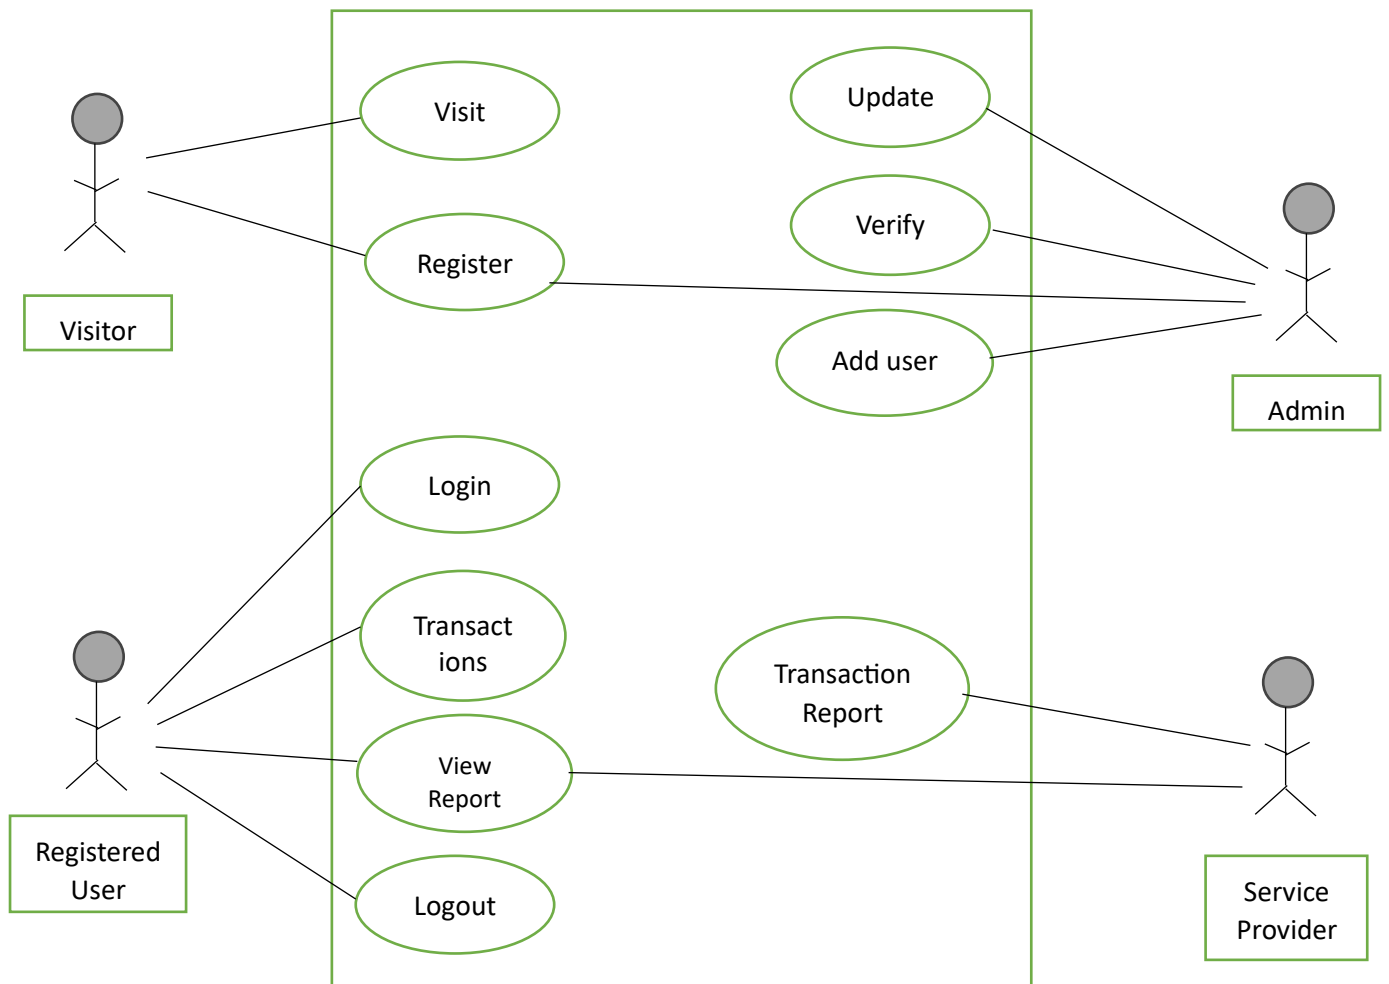 Visit
Update
Verify
Register
Visitor
Add user
Admin
Login
Transact
ions
Transaction
Report
View
Report
Registered
User
Logout
Service
Provider